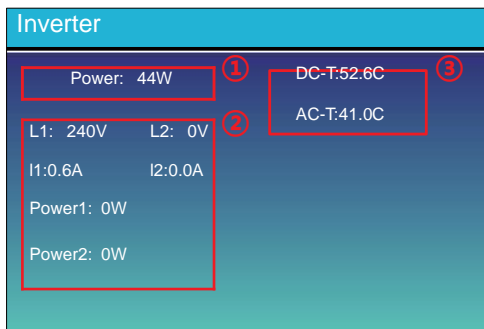 Inverter
Power: 44W
①
L1: 240V L2: 0V
②
I1:0.6A I2:0.0A
Power1: 0W
Power2: 0W
DC-T:52.6C
③
AC-T:41.0C